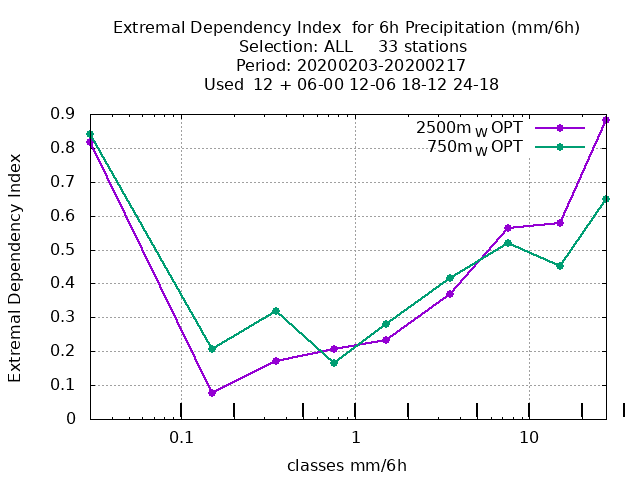 Extremal Dependency Index  for 6h Precipitation (mm/6h)
Selection: ALL     33 stations
Period: 20200203-20200217
Used  12 + 06-00 12-06 18-12 24-18
2500m W OPT
750m W OPT
0.9
0.8
0.7
0.6
0.5
0.4
0.3
0.2
0.1
0
Extremal Dependency Index
0.1 1 10
classes mm/6h